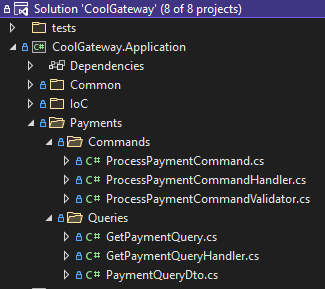 Solution 'CoolGateway' (8 of 8 projects)
tests
C# CoolGateway.Application
Dependencies
Common
IoC
Payments
Commands
C# ProcessPaymentCommand.cs
C# ProcessPaymentCommandHandler.cs
C# ProcessPaymentCommandValidator.cs
Queries
C# GetPaymentQuery.cs
C# GetPaymentQueryHandler.cs
C# PaymentQueryDto.cs